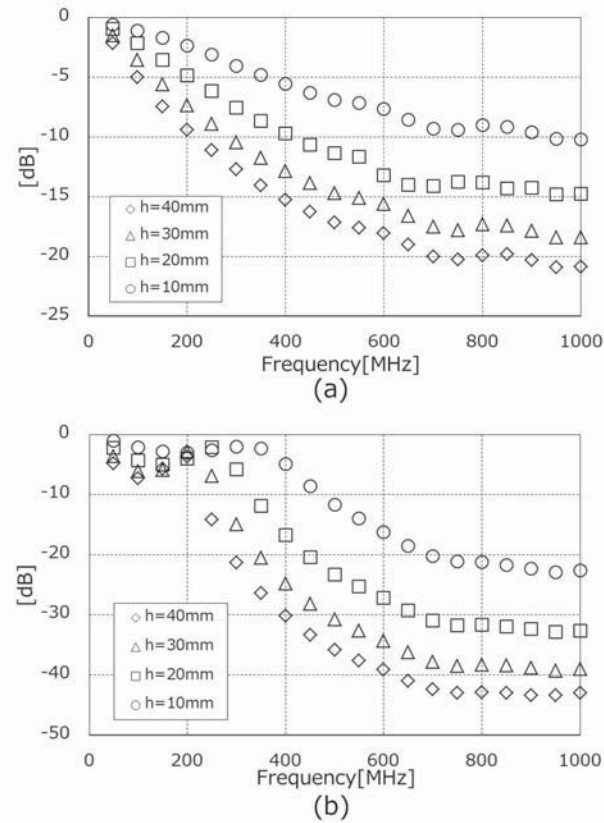 0
-5
-10
-15
-20
-25
[dB]
h=40mm
h=30mm
h=20mm
h=10mm
0 200 400 600 800 1000
Frequency[MHz]
(a)
0
-10
-20
-30
-40
-50
[dB]
h=40mm
h=30mm
h=20mm
h=10mm
0 200 400 600 800 1000
Frequency[MHz]
(b)